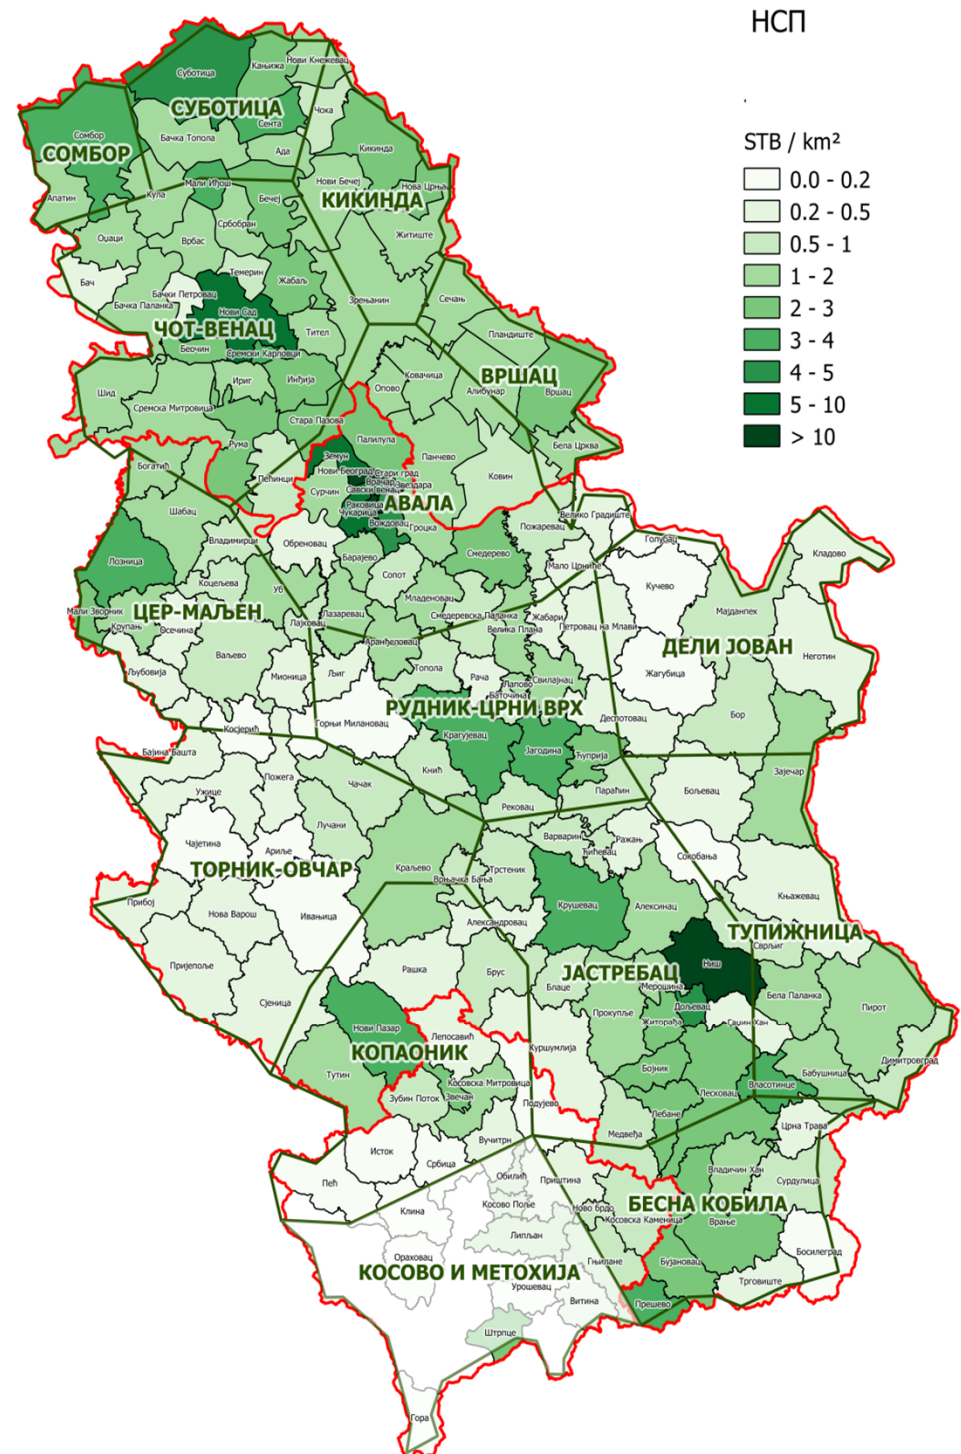 НСП
STB / km²
0.0 - 0.2
0.2 - 0.5
0.5 - 1
1 - 2
2 - 3
3 - 4
4 - 5
5 - 10
> 10
Суботица
Кањижа
Нови Кнежевац
СУБОТИЦА
Чока
Сента
Сомбор
Бачка Топола
СОМБОР
Ада
Кикинда
Мали Иђош
Нови Бечеј
Нова Црња
Апатин
Кула
Бечеј
КИКИНДА
Србобран
Житиште
Оџаци
Врбас
Темерин
Бач
Жабаљ
Бачки Петровац
Зрењанин
Сечањ
Бачка Паланка
Нови Сад
ЧОТ-ВЕНАЦ
Тител
Пландиште
Беочин
Сремски Карловци
Ковачица
ВРШАЦ
Ириг
Инђија
Опово
Алибунар
Вршац
Шид
Сремска Митровица
Стара Пазова
Палилула
Рума
Бела Црква
Земун
Панчево
Богатић
Нови Београд
Стари град
Пећинци
Врачар
Звездара
Ковин
Сурчин
Савски венац
АВАЛА
Раковица
Шабац
Чукарица
Велико Градиште
Вождовац
Гроцка
Пожаревац
Владимирци
Обреновац
Голубац
Барајево
Смедерево
Кладово
Лозница
Мало Црниће
Сопот
Коцељева
Кучево
Уб
Младеновац
Мали Зворник
ЦЕР-МАЉЕН
Лазаревац
Смедеревска Паланка
Жабари
Мајданпек
Крупањ
Осечина
Лајковац
Велика Плана
Петровац на Млави
Аранђеловац
ДЕЛИ ЈОВАН
Ваљево
Неготин
Љубовија
Мионица
Љиг
Топола
Рача
Свилајнац
Жагубица
Лапово
Баточина
РУДНИК-ЦРНИ ВРХ
Горњи Милановац
Деспотовац
Бор
Косјерић
Крагујевац
Јагодина
Бајина Башта
Ћуприја
Кнић
Зајечар
Пожега
Чачак
Ужице
Параћин
Бољевац
Рековац
Лучани
Варварин
Ражањ
Чајетина
Ариље
Ћићевац
Сокобања
ТОРНИК-ОВЧАР
Краљево
Трстеник
Врњачка Бања
Књажевац
Прибој
Крушевац
Алексинац
Нова Варош
Ивањица
Александровац
ТУПИЖНИЦА
Сврљиг
Пријепоље
Рашка
Брус
ЈАСТРЕБАЦ
Ниш
Блаце
Мерошина
Бела Паланка
Сјеница
Дољевац
Пирот
Прокупље
Житорађа
Гаџин Хан
Нови Пазар
Лепосавић
КОПАОНИК
Куршумлија
Димитровград
Бојник
Бабушница
Тутин
Косовска Митровица
Власотинце
Лесковац
Зубин Поток
Звечан
Подујево
Лебане
Црна Трава
Вучитрн
Медвеђа
Исток
Србица
Владичин Хан
Обилић
Приштина
Сурдулица
Пећ
Косово Поље
Ново брдо
БЕСНА КОБИЛА
Клина
Косовска Каменица
Врање
Липљан
Босилеград
Ораховац
Гњилане
Бујановац
КОСОВО И МЕТОХИЈА
Трговиште
Урошевац
Витина
Прешево
Штрпце
Гора